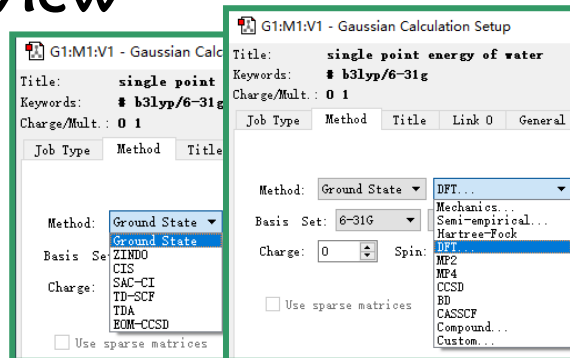 view
G1:M1:V1 - Gaussian Calc
Title: single point
Keywords: # b3lyp/6-31g
Charge/Mult.: 0 1
Job Type Method Title
Method: Ground State
Ground State
ZINDO
CIS
SAC-CI
TD-SCF
TDA
EOM-CCSD
Basis Se
Charge:
Use sparse matrices
G1:M1:V1 - Gaussian Calculation Setup
Title: single point energy of water
Keywords: # b3lyp/6-31g
Charge/Mult.: 0 1
Job Type Method Title Link 0 General
Method: Ground State DFT...
Mechanics...
Semi-empirical...
Hartree-Fock
DFT...
MP2
MP4
CCSD
BD
CASSCF
Compound...
Custom...
Basis Set: 6-31G
Charge: 0 Spin:
Use sparse matrices